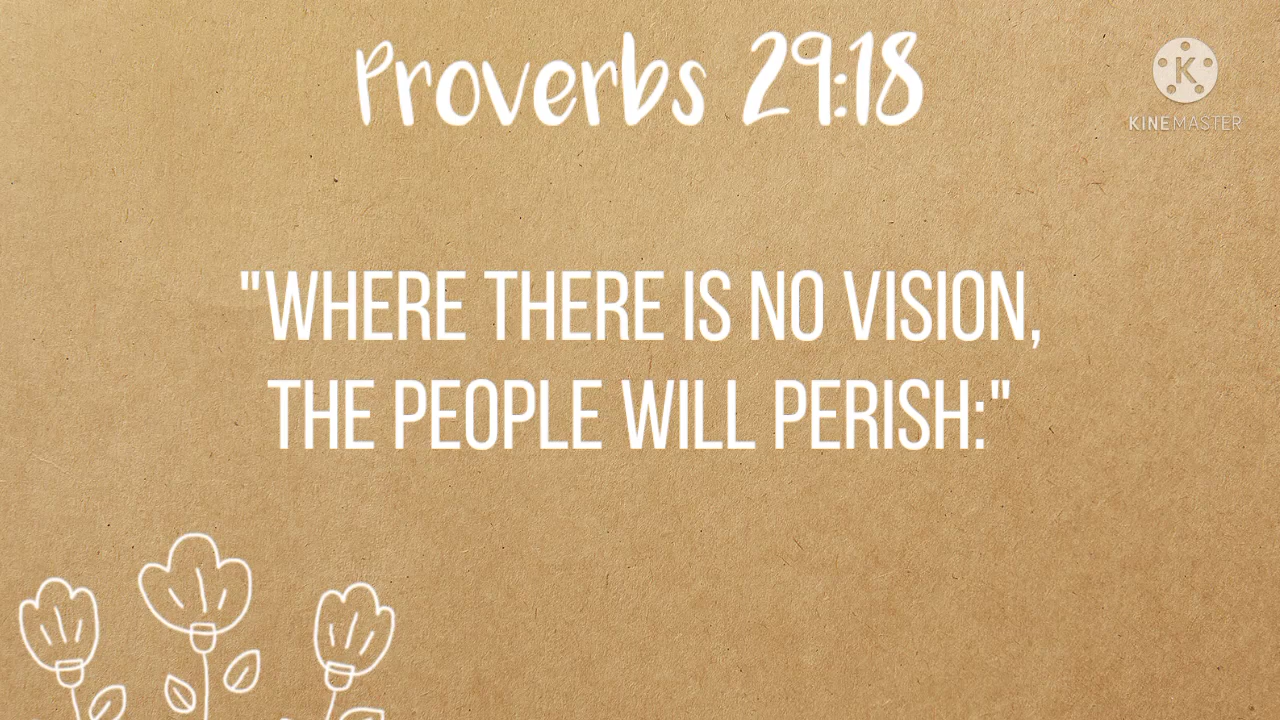 Proverbs 29:18
K
KINEMASTER
"WHERE THERE IS NO VISION,
THE PEOPLE WILL PERISH:"